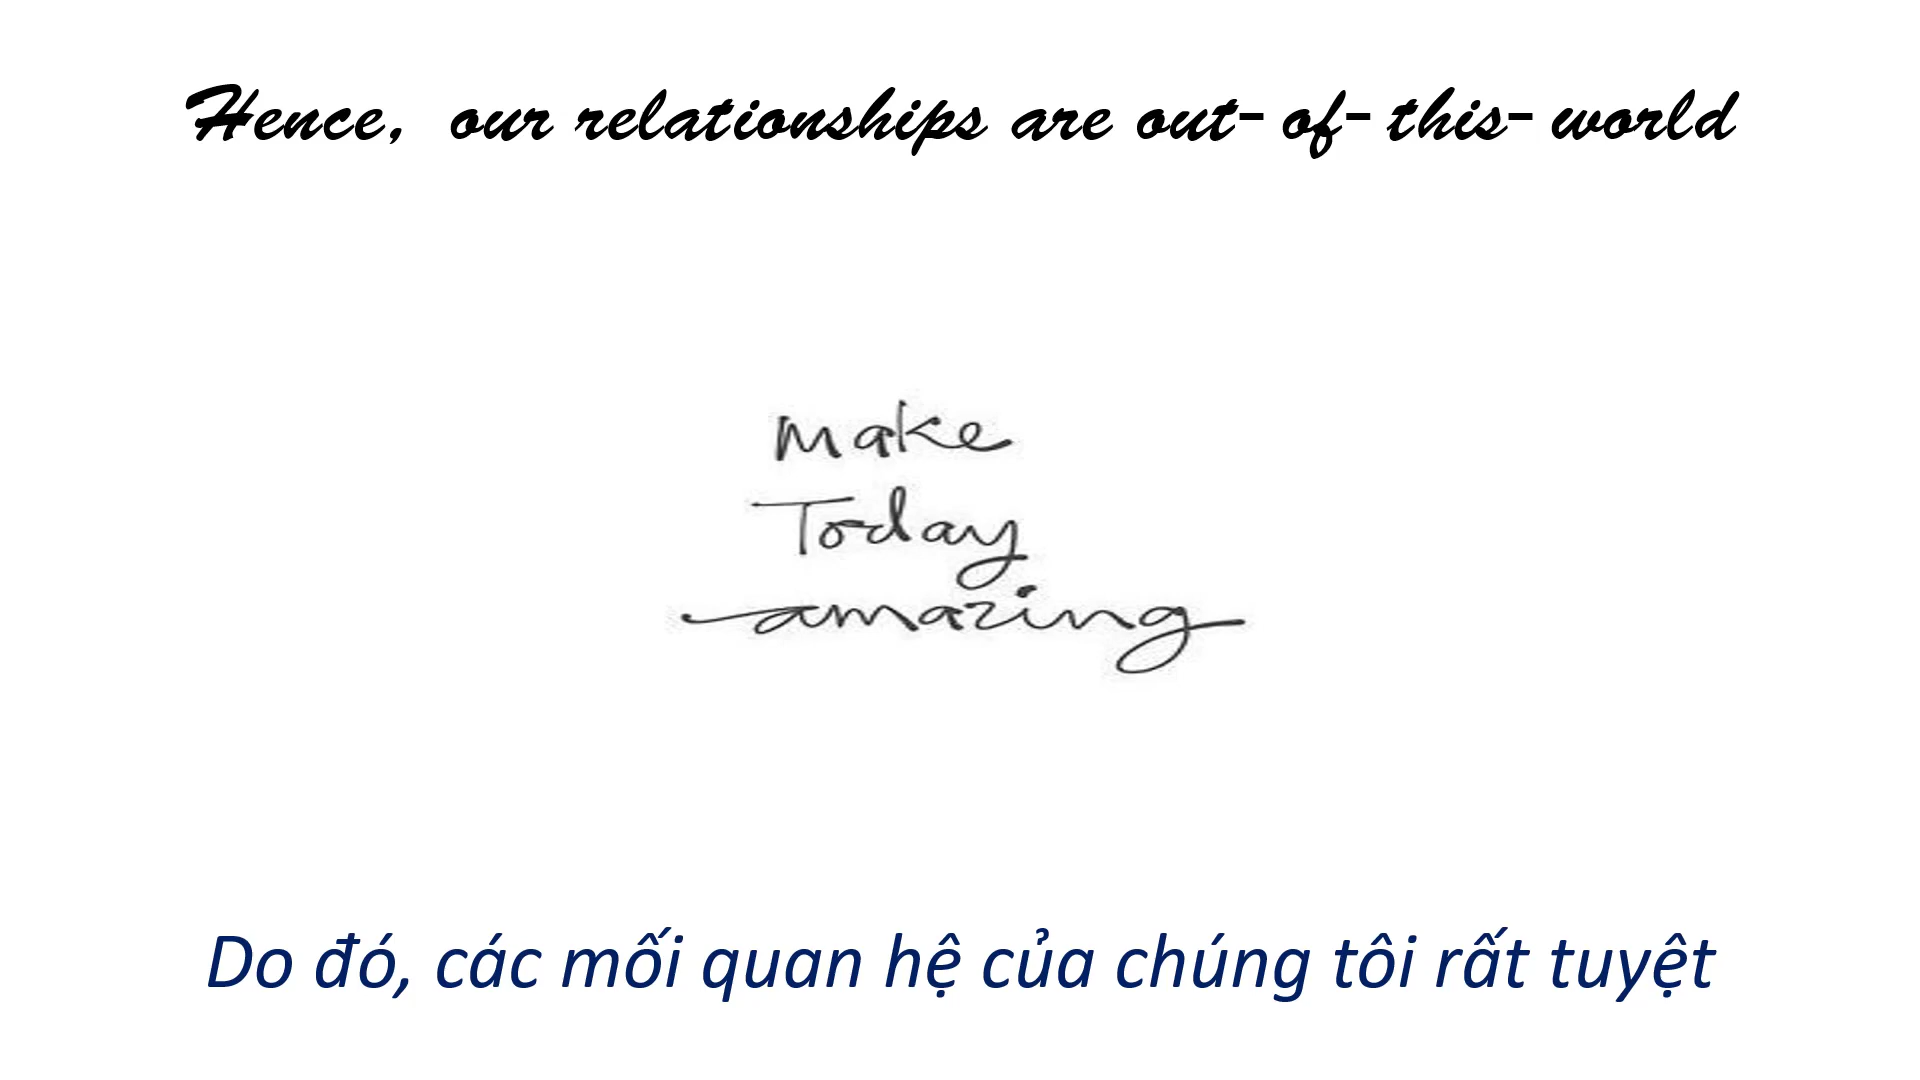 Hence, our relationships are out- of- this- world
Make
Today
amazing
Do đó, các mối quan hệ của chúng tôi rất tuyệt